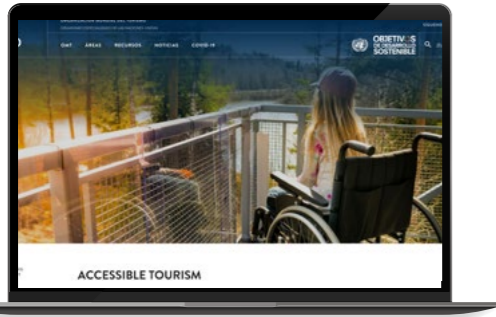 OMT ÁREAS RECURSOS NOTICIAS COVID-19
OBJETIVOS
DE DESARROLLO
SOSTENIBLE
ACCESSIBLE TOURISM